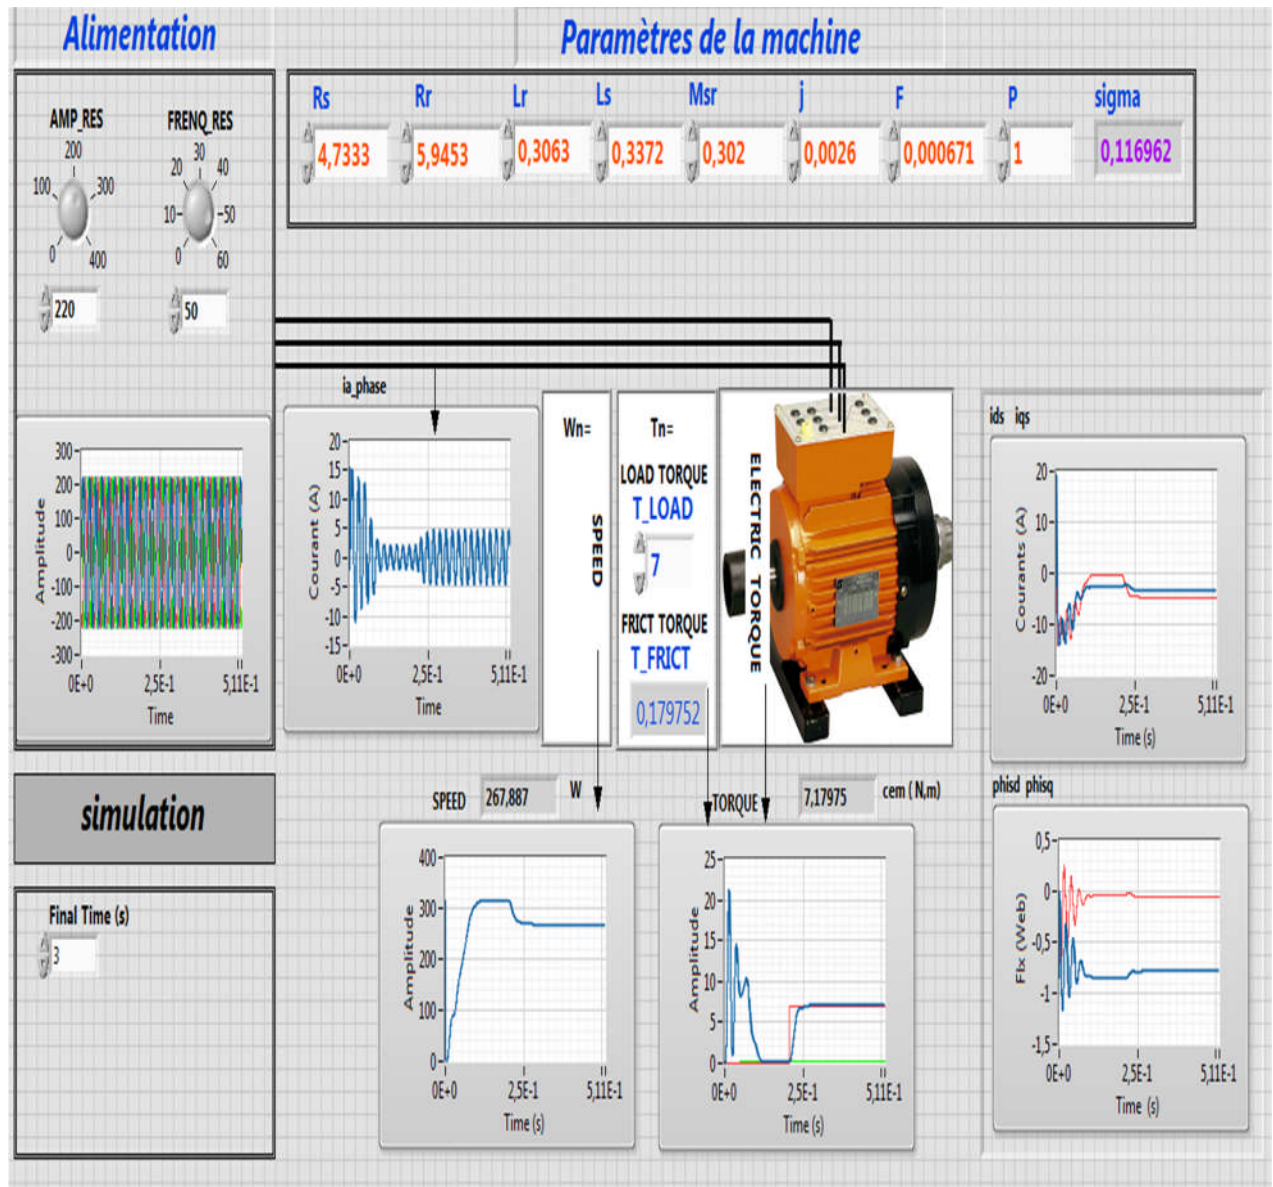 Alimentation
Paramètres de la machine
AMP_RES
FRENQ_RES
0
100
200
300
400
0
10
20
30
40
50
60
220
50
Rs
Rr
Lr
Ls
Msr
j
F
P
sigma
4,7333
5,9453
0,3063
0,3372
0,302
0,0026
0,000671
1
0,116962
300
200
100
0
-100
-200
-300
Amplitude
0E+0
2,5E-1
5,11E-1
Time
ia_phase
20
15
10
5
0
-5
-10
-15
Courant (A)
0E+0
2,5E-1
5,11E-1
Time
Wn=
SPEED
Tn=
LOAD TORQUE
T_LOAD
7
FRICT TORQUE
T_FRICT
0,179752
ELECTRIC TORQUE
ids iqs
20
10
0
-10
-20
Courants (A)
0E+0
2,5E-1
5,11E-1
Time (s)
simulation
Final Time (s)
3
SPEED
267,887
W
400
300
200
100
0
Amplitude
0E+0
2,5E-1
5,11E-1
Time (s)
TORQUE
7,17975
cem ( N,m)
25
20
15
10
5
0
Amplitude
0E+0
2,5E-1
5,11E-1
Time (s)
phisd phisq
0,5
0
-0,5
-1
-1,5
Flx (Web)
0E+0
2,5E-1
5,11E-1
Time (s)